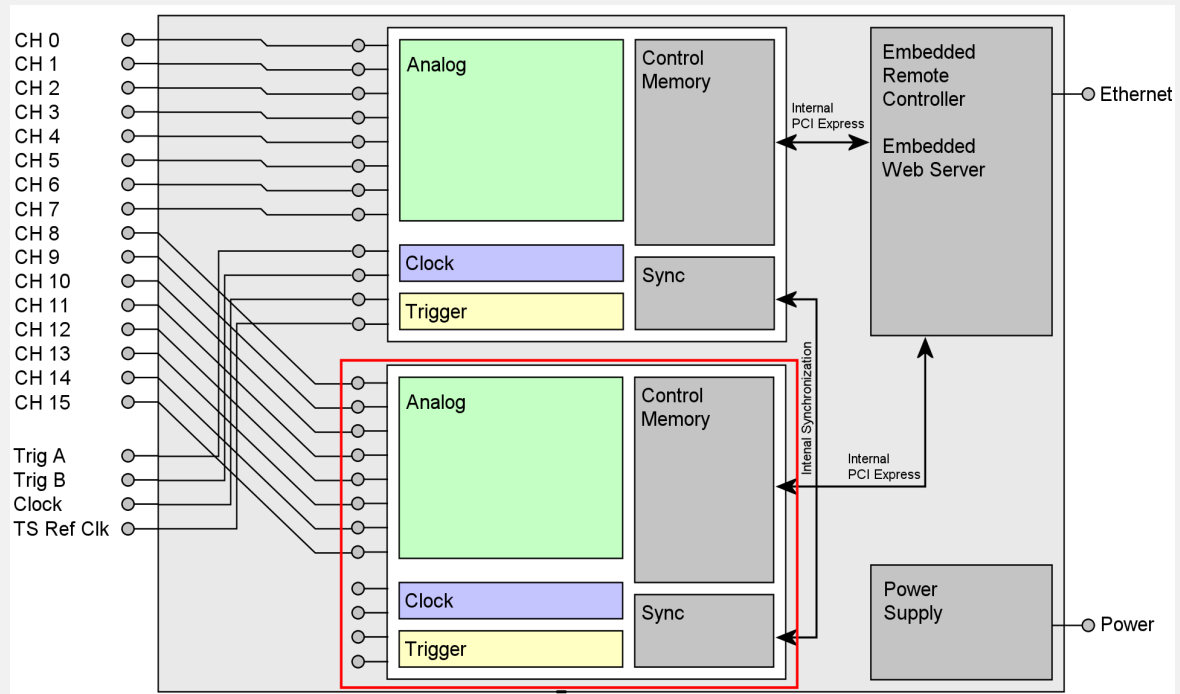 CH 0
CH 1
CH 2
CH 3
CH 4
CH 5
CH 6
CH 7
CH 8
CH 9
CH 10
CH 11
CH 12
CH 13
CH 14
CH 15
Trig A
Trig B
Clock
TS Ref Clk
Analog
Control
Memory
Clock
Trigger
Sync
Internal
PCI Express
Embedded
Remote
Controller
Embedded
Web Server
Ethernet
Analog
Control
Memory
Clock
Trigger
Sync
Intenal Synchronization
Internal
PCI Express
Power
Supply
Power